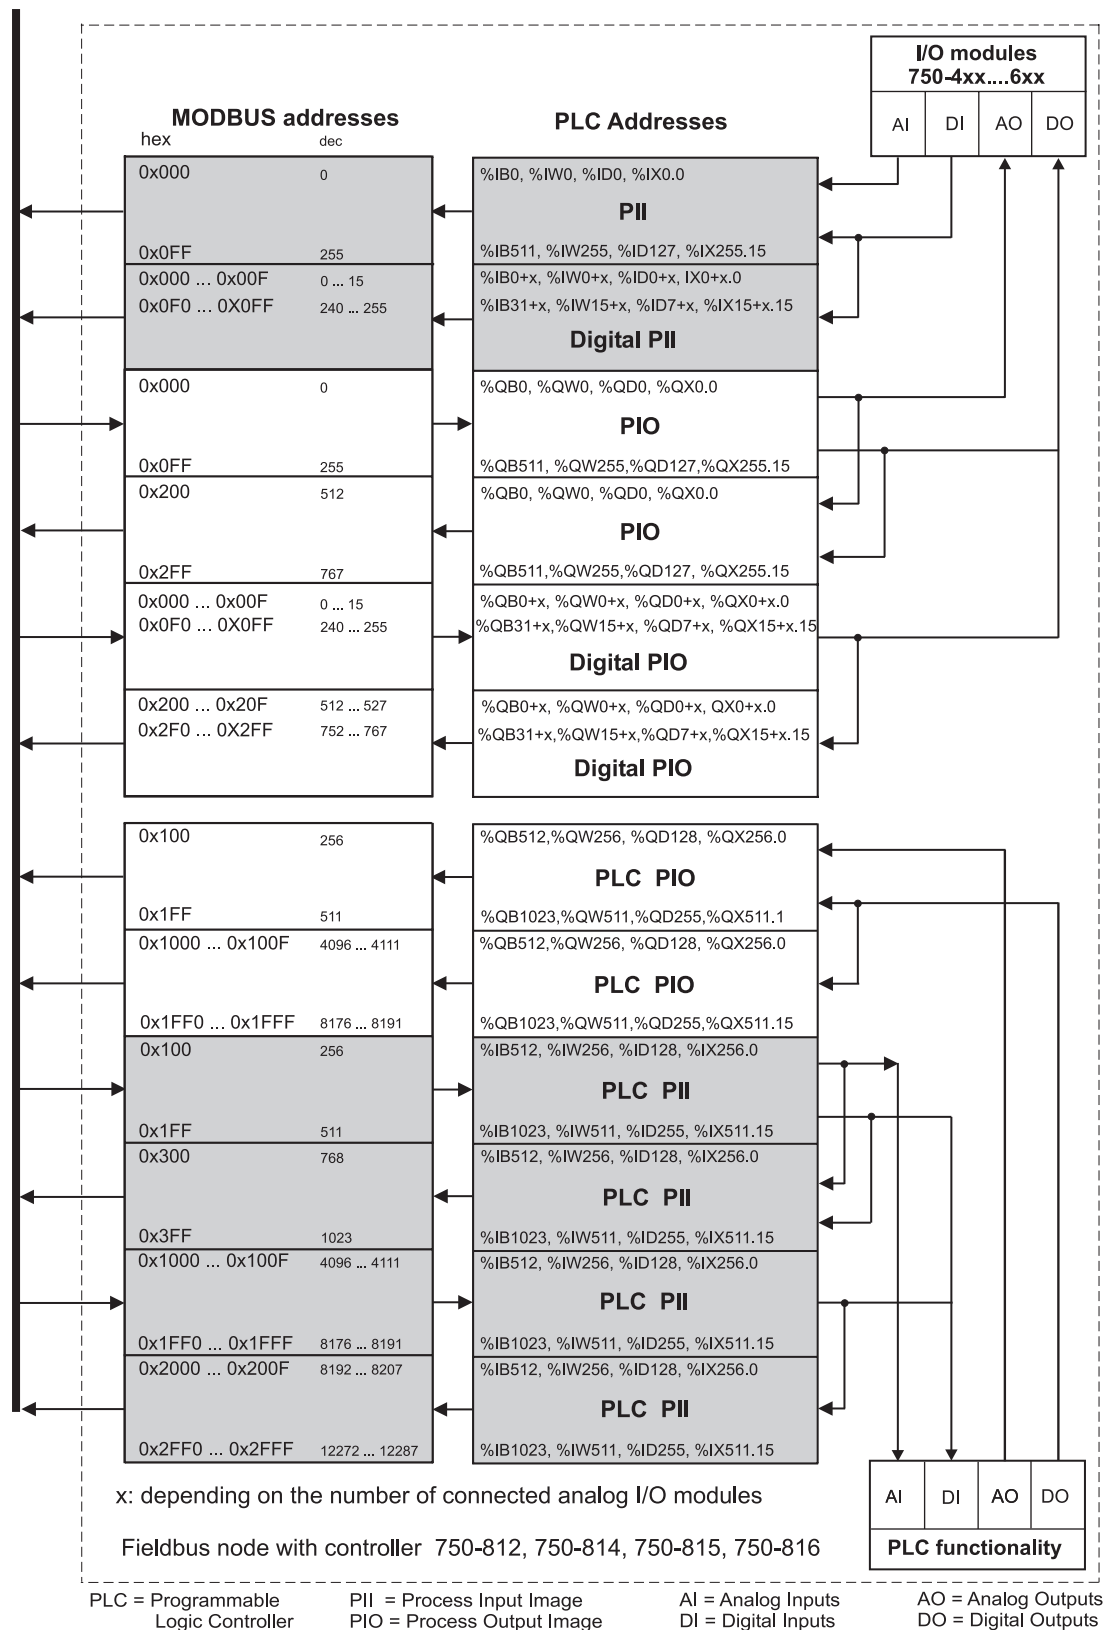 I/O modules
750-4xx....6xx
AI DI AO DO
MODBUS addresses
hex dec
PLC Addresses
0x000 0
%IB0, %IW0, %ID0, %IX0.0
PII
0x0FF 255
%IB511, %IW255, %ID127, %IX255.15
0x000 ... 0x00F 0 ... 15
%IB0+x, %IW0+x, %ID0+x, IX0+x.0
0x0F0 ... 0X0FF 240 ... 255
%IB31+x, %IW15+x, %ID7+x, %IX15+x.15
Digital PII
0x000 0
%QB0, %QW0, %QD0, %QX0.0
PIO
0x0FF 255
%QB511, %QW255,%QD127,%QX255.15
0x200 512
%QB0, %QW0, %QD0, %QX0.0
PIO
0x2FF 767
%QB511,%QW255,%QD127, %QX255.15
0x000 ... 0x00F 0 ... 15
%QB0+x, %QW0+x, %QD0+x, %QX0+x.0
0x0F0 ... 0X0FF 240 ... 255
%QB31+x,%QW15+x, %QD7+x, %QX15+x.15
Digital PIO
0x200 ... 0x20F 512 ... 527
%QB0+x, %QW0+x, %QD0+x, QX0+x.0
0x2F0 ... 0X2FF 752 ... 767
%QB31+x,%QW15+x,%QD7+x,%QX15+x.15
Digital PIO
0x100 256
%QB512,%QW256, %QD128, %QX256.0
PLC PIO
0x1FF 511
%QB1023,%QW511,%QD255,%QX511.1
0x1000 ... 0x100F 4096 ... 4111
%QB512,%QW256, %QD128, %QX256.0
PLC PIO
0x1FF0 ... 0x1FFF 8176 ... 8191
%QB1023,%QW511,%QD255,%QX511.15
0x100 256
%IB512, %IW256, %ID128, %IX256.0
PLC PII
0x1FF 511
%IB1023, %IW511, %ID255, %IX511.15
0x300 768
%IB512, %IW256, %ID128, %IX256.0
PLC PII
0x3FF 1023
%IB1023, %IW511, %ID255, %IX511.15
0x1000 ... 0x100F 4096 ... 4111
%IB512, %IW256, %ID128, %IX256.0
PLC PII
0x1FF0 ... 0x1FFF 8176 ... 8191
%IB1023, %IW511, %ID255, %IX511.15
0x2000 ... 0x200F 8192 ... 8207
%IB512, %IW256, %ID128, %IX256.0
PLC PII
0x2FF0 ... 0x2FFF 12272 ... 12287
%IB1023, %IW511, %ID255, %IX511.15
AI DI AO DO
PLC functionality
x: depending on the number of connected analog I/O modules
Fieldbus node with controller 750-812, 750-814, 750-815, 750-816
PLC = Programmable
Logic Controller
PII = Process Input Image
PIO = Process Output Image
AI = Analog Inputs
DI = Digital Inputs
AO = Analog Outputs
DO = Digital Outputs